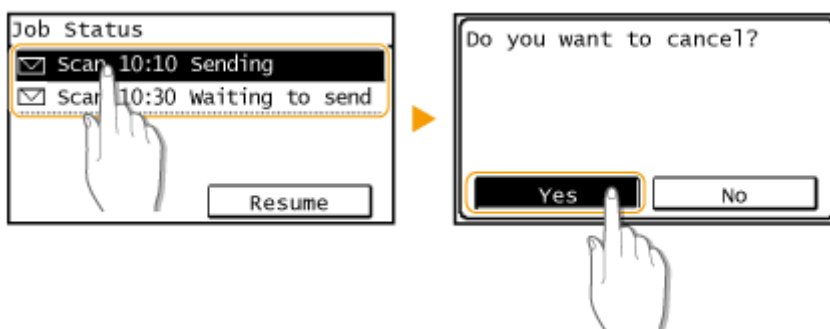 Job Status
Scan 10:10 Sending
Scan 10:30 Waiting to send
Resume
Do you want to cancel?
Yes
No